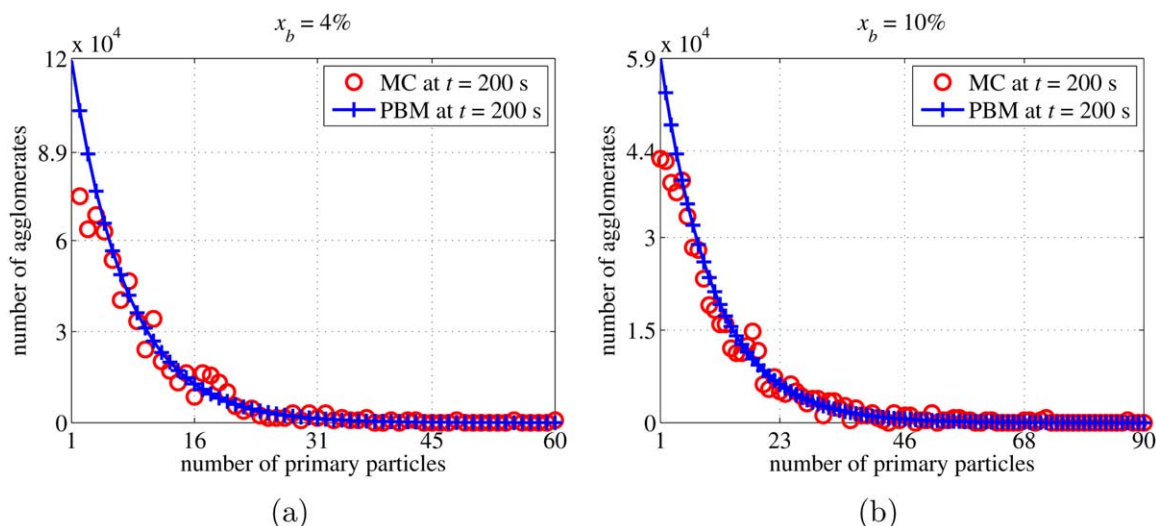 x_b = 4%
x 10^4
12
8.9
6
3
0
number of agglomerates
MC at t = 200 s
PBM at t = 200 s
1 16 31 45 60
number of primary particles
(a)
x_b = 10%
x 10^4
5.9
4.4
3
1.5
0
number of agglomerates
MC at t = 200 s
PBM at t = 200 s
1 23 46 68 90
number of primary particles
(b)